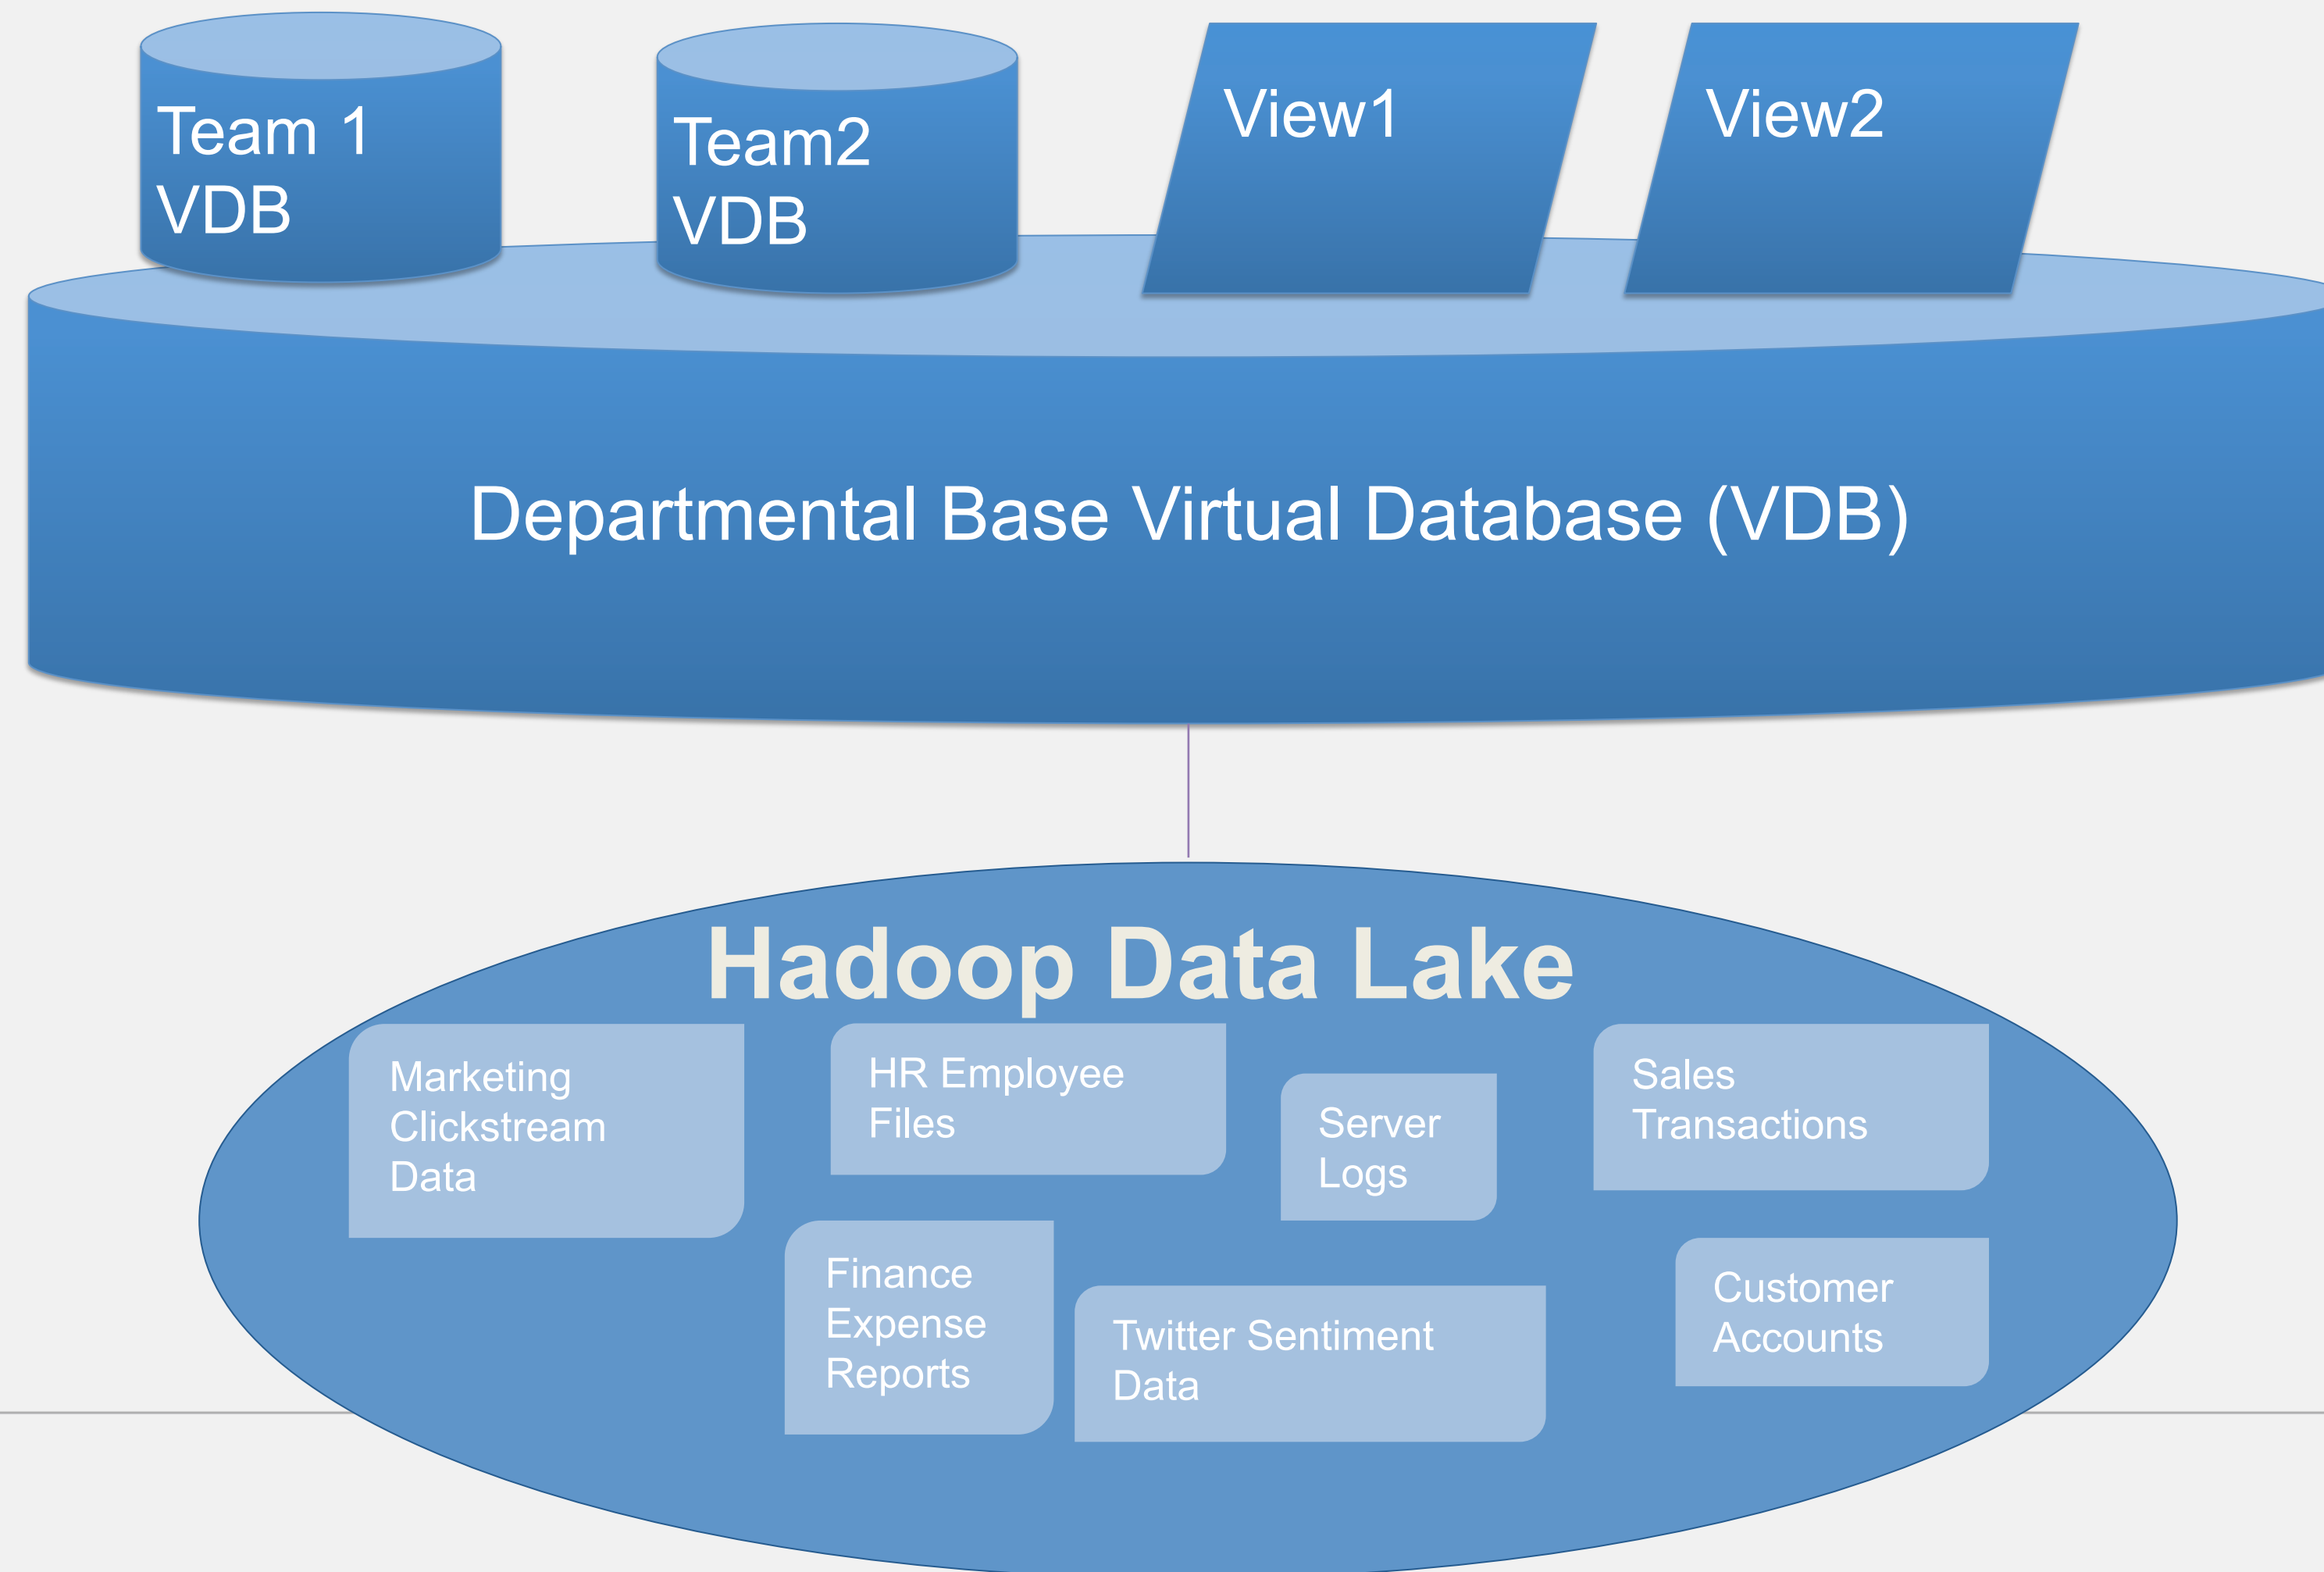 Team 1
VDB
Team2
VDB
View1
View2
Departmental Base Virtual Database (VDB)
Hadoop Data Lake
Marketing
Clickstream
Data
HR Employee
Files
Server
Logs
Sales
Transactions
Finance
Expense
Reports
Twitter Sentiment
Data
Customer
Accounts